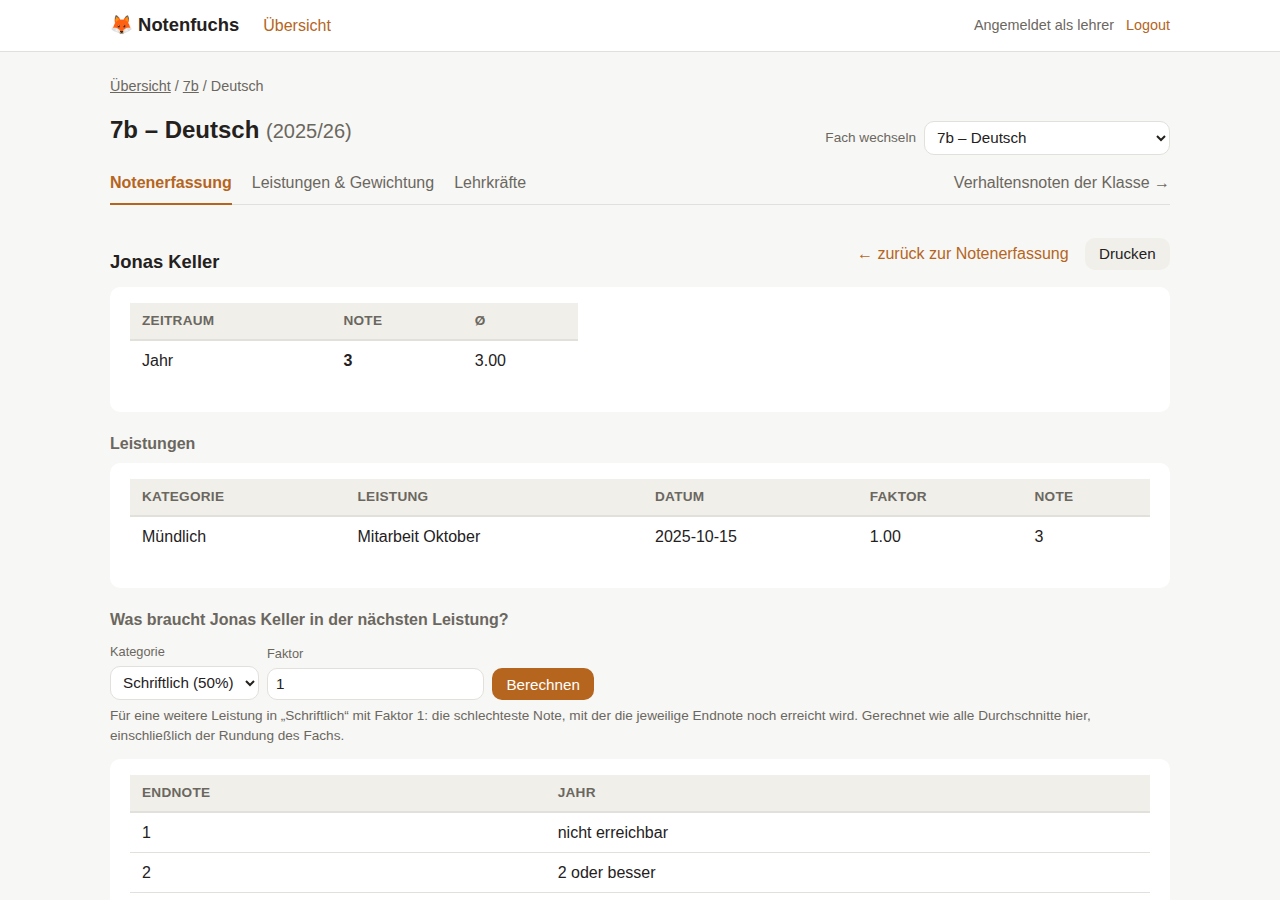 🦊 Notenfuchs Übersicht Angemeldet als lehrer Logout
Übersicht / 7b / Deutsch
7b – Deutsch (2025/26)
Fach wechseln 7b – Deutsch
Notenerfassung Leistungen & Gewichtung Lehrkräfte Verhaltensnoten der Klasse →
Jonas Keller ← zurück zur Notenerfassung Drucken
ZEITRAUM NOTE Ø
Jahr 3 3.00
Leistungen
KATEGORIE LEISTUNG DATUM FAKTOR NOTE
Mündlich Mitarbeit Oktober 2025-10-15 1.00 3
Was braucht Jonas Keller in der nächsten Leistung?
Kategorie Faktor
Schriftlich (50%) 1 Berechnen
Für eine weitere Leistung in „Schriftlich“ mit Faktor 1: die schlechteste Note, mit der die jeweilige Endnote noch erreicht wird. Gerechnet wie alle Durchschnitte hier,
einschließlich der Rundung des Fachs.
ENDNOTE JAHR
1 nicht erreichbar
2 2 oder besser